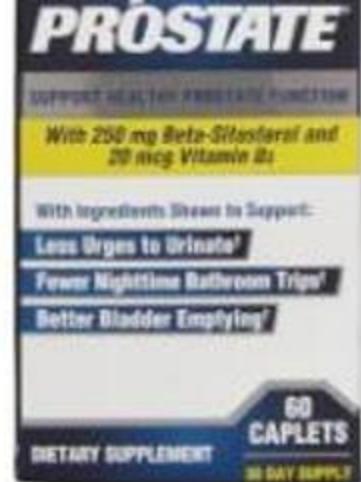 PROSTATE
SUPPORT HEALTHY PROSTATE FUNCTION
With 250 mg Beta-Sitosterol and
20 mcg Vitamin D₃
With Ingredients Shown to Support:
Less Urges to Urinate†
Fewer Nighttime Bathroom Trips†
Better Bladder Emptying†
60
CAPLETS
DIETARY SUPPLEMENT
30 DAY SUPPLY